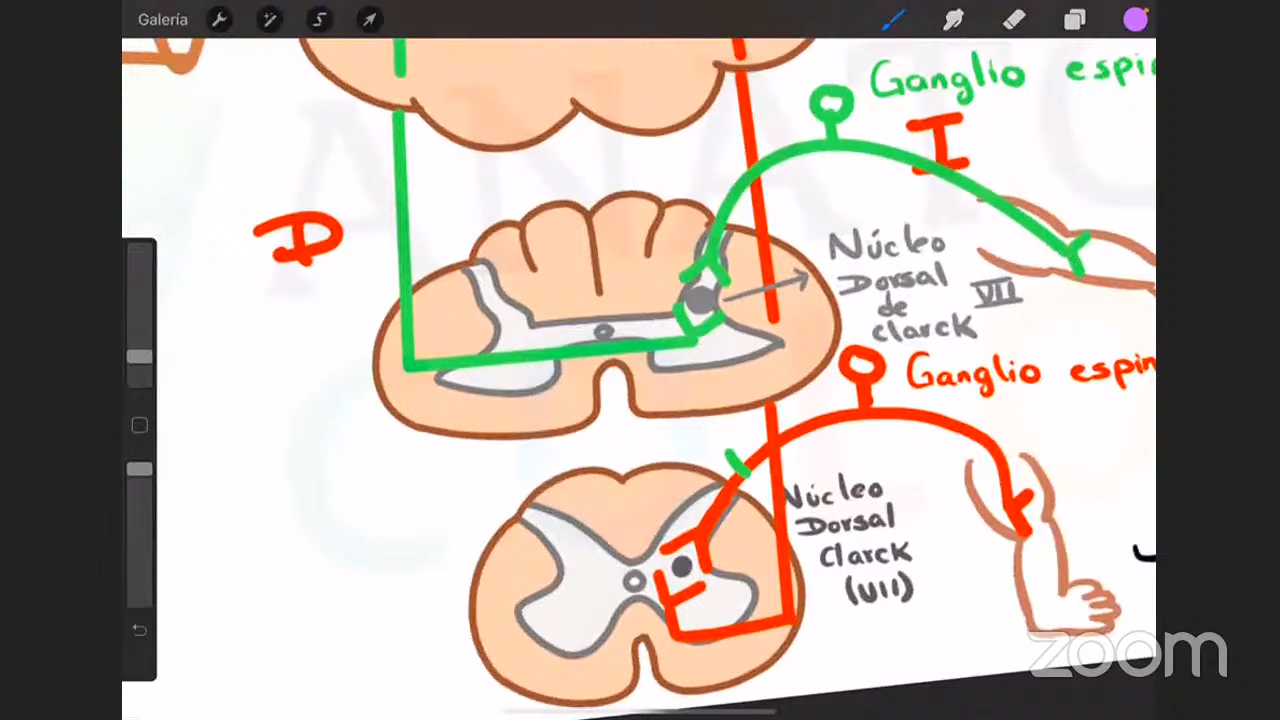 Galería
Ganglio espi
I
D
Núcleo
Dorsal
de
clarck
VII
Ganglio espin
Núcleo
Dorsal
Clarck
(VII)
zoom